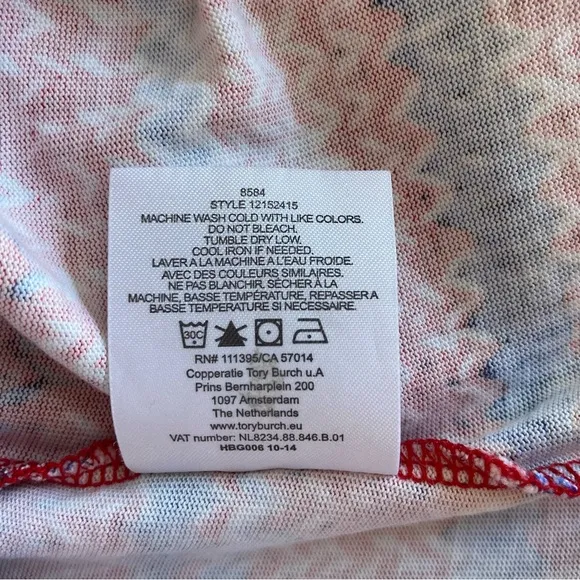 8584
STYLE 12152415
MACHINE WASH COLD WITH LIKE COLORS.
DO NOT BLEACH.
TUMBLE DRY LOW.
COOL IRON IF NEEDED.
LAVER A LA MACHINE A L'EAU FROIDE.
AVEC DES COULEURS SIMILAIRES.
NE PAS BLANCHIR. SÉCHER À LA
MACHINE, BASSE TEMPÉRATURE, REPASSER A
BASSE TEMPERATURE SI NECESSAIRE.
30C
RN# 111395/CA 57014
Copperatie Tory Burch u.A
Prins Bernharplein 200
1097 Amsterdam
The Netherlands
www.toryburch.eu
VAT number: NL8234.88.846.B.01
HBG006 10-14